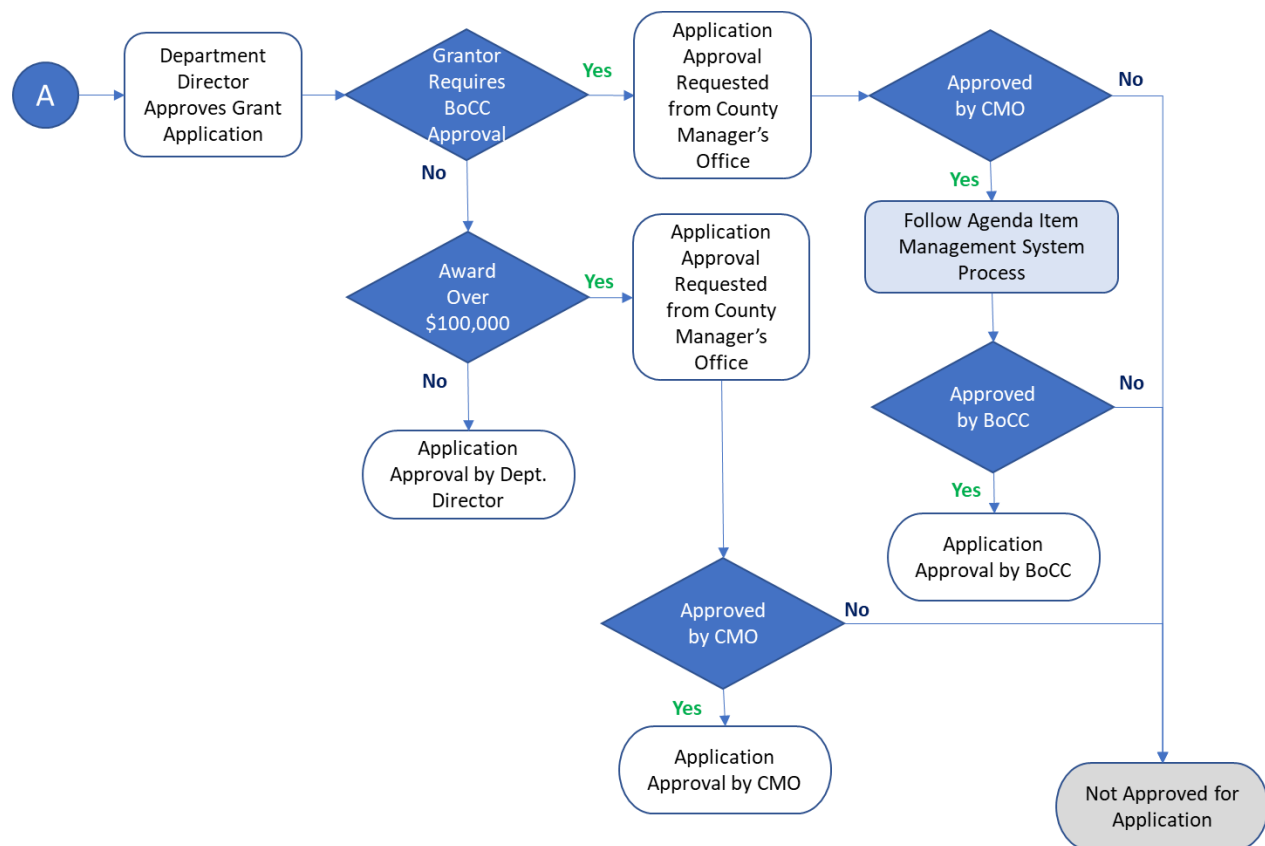 A
Department
Director
Approves Grant
Application
Grantor
Requires
BoCC
Approval
Yes
Application
Approval
Requested
from County
Manager's
Office
Approved
by CMO
No
No
Yes
Follow Agenda Item
Management System
Process
Award
Over
$100,000
Yes
Application
Approval
Requested
from County
Manager's
Office
No
Approved
by BoCC
No
Application
Approval by Dept.
Director
Yes
Application
Approval by BoCC
Approved
by CMO
No
Yes
Application
Approval by CMO
Not Approved for
Application